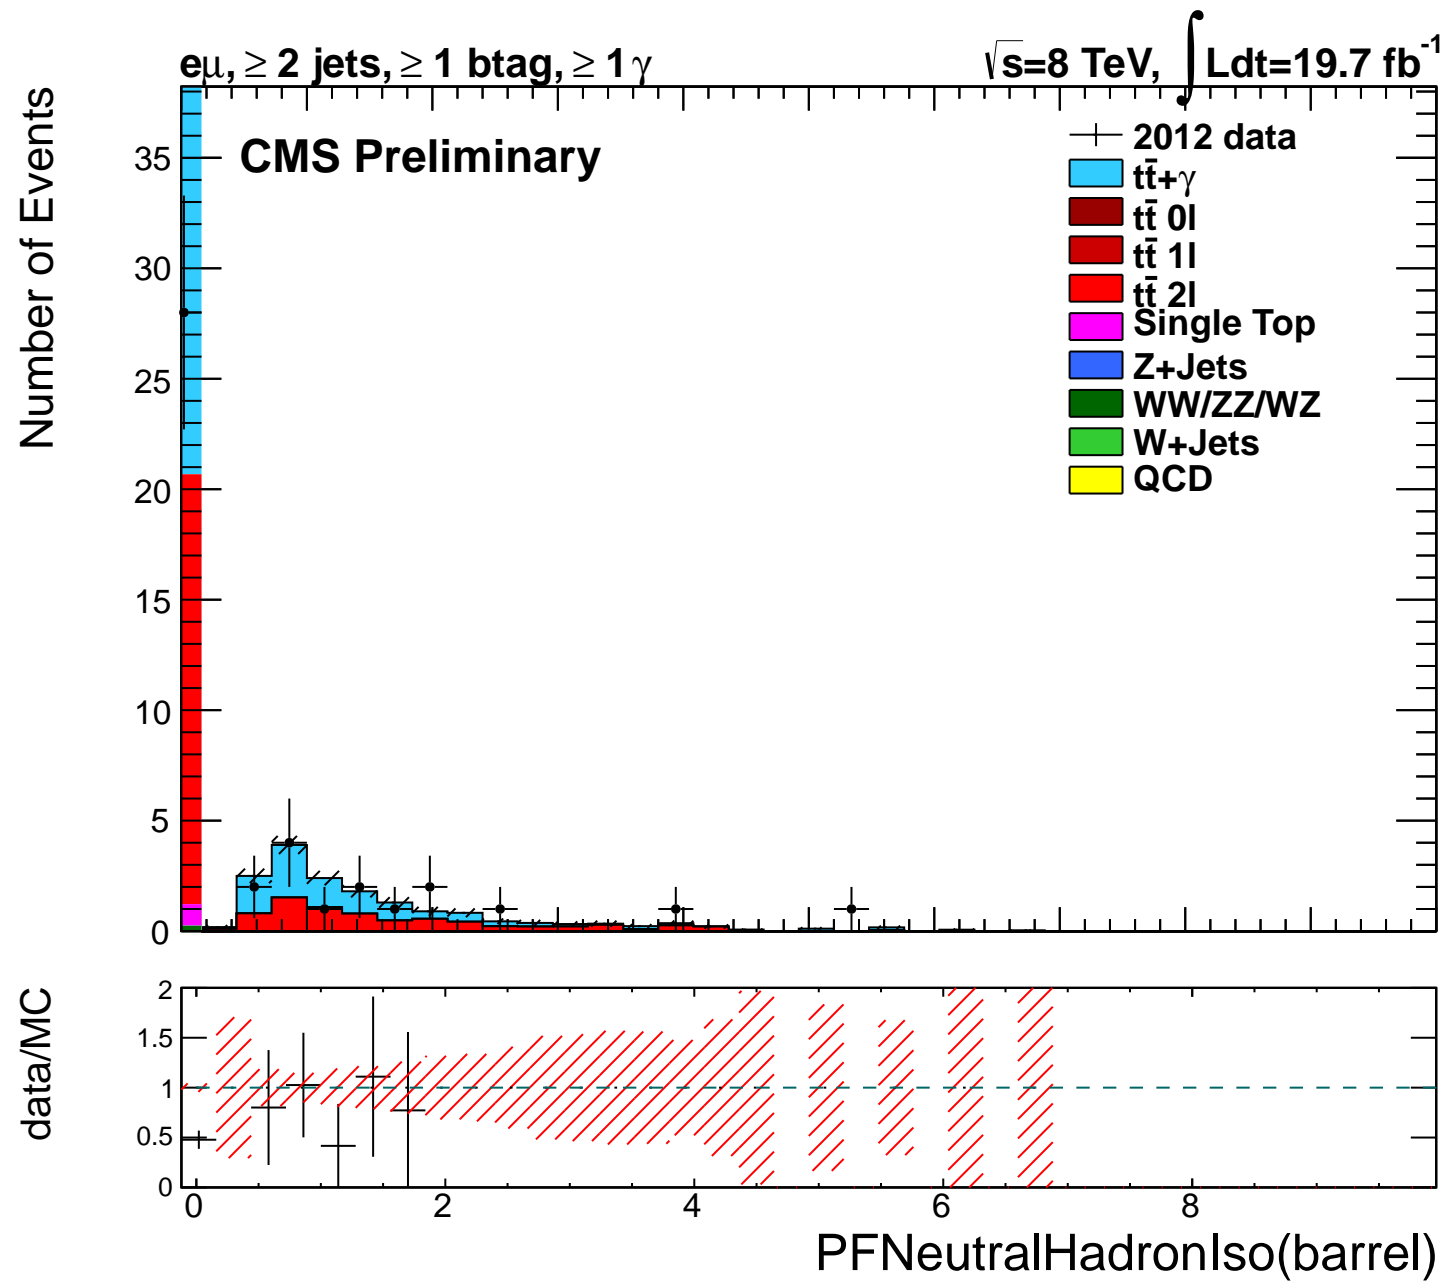 eμ, ≥ 2 jets, ≥ 1 btag, ≥ 1 γ
√s=8 TeV, ∫ Ldt=19.7 fb⁻¹
CMS Preliminary
2012 data
tt̄+γ
tt̄ 0l
tt̄ 1l
tt̄ 2l
Single Top
Z+Jets
WW/ZZ/WZ
W+Jets
QCD
Number of Events
35
30
25
20
15
10
5
0
data/MC
2
1.5
1
0.5
0
0 2 4 6 8
PFNeutralHadronIso(barrel)